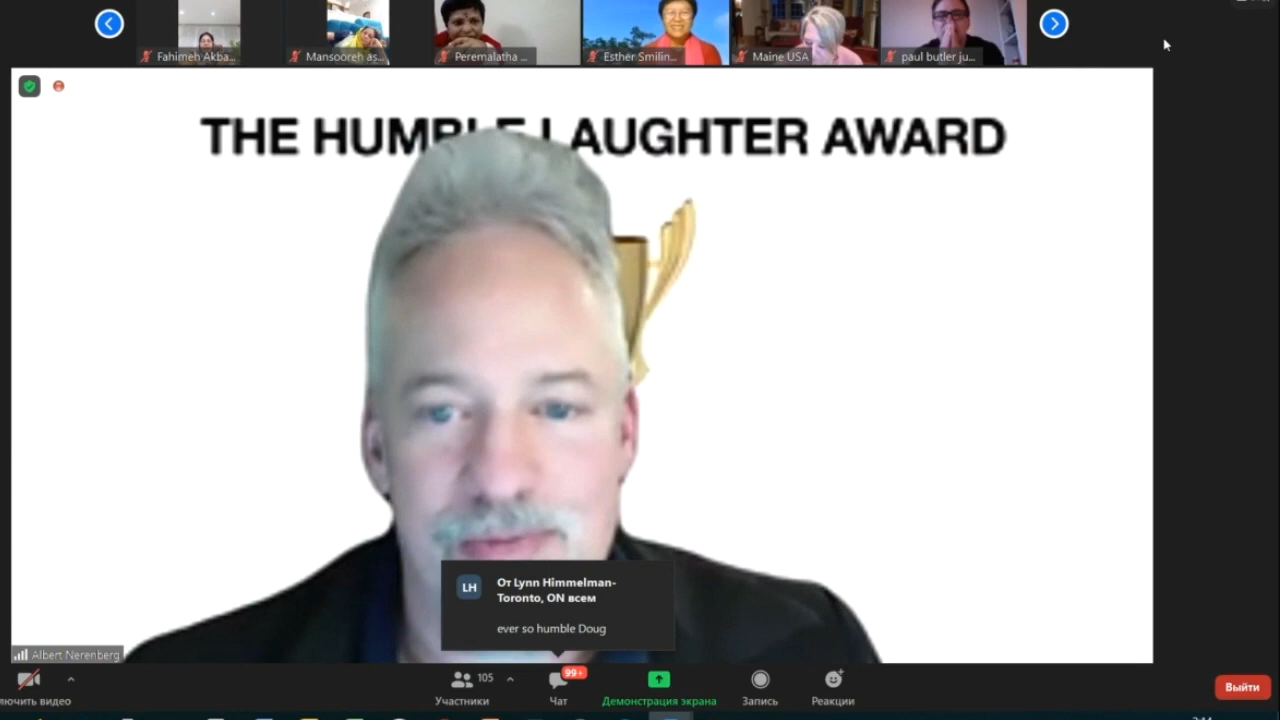 Fahimeh Akba...
Mansooreh as...
Peremalatha ...
Esther Smilin...
Maine USA
paul butler ju...
THE HUMBLE LAUGHTER AWARD
LH
От Lynn Himmelman-
Toronto, ON всем
ever so humble Doug
Albert Nerenberg
лючить видео
105
Участники
99+
Чат
Демонстрация экрана
Запись
Реакции
Выйти